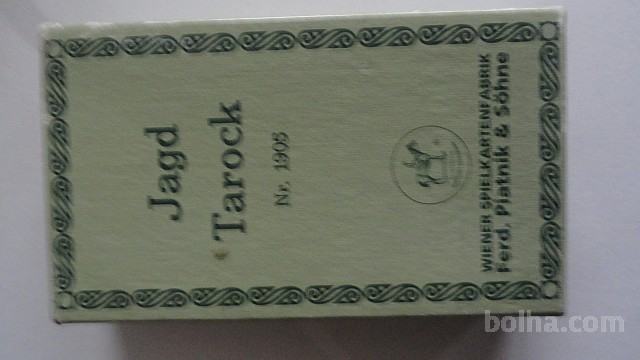 Jagd
Tarock
Nr. 1905
WIENER SPIELKARTENFABRIK
Ferd. Piatnik & Söhne
bolha.com